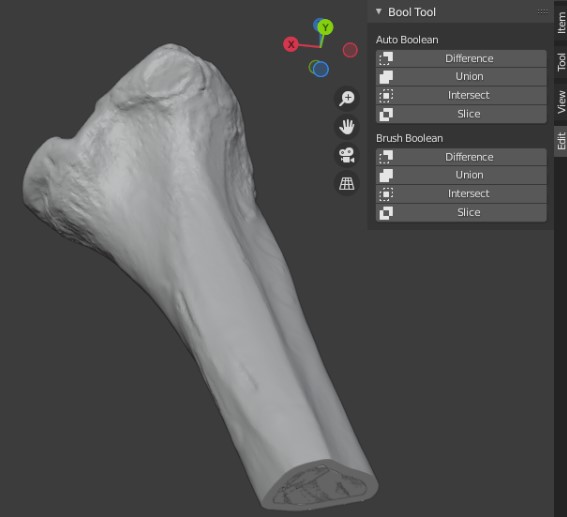 Bool Tool
Auto Boolean
Difference
Union
Intersect
Slice
Brush Boolean
Difference
Union
Intersect
Slice
Item
Tool
View
Edit
X
Y